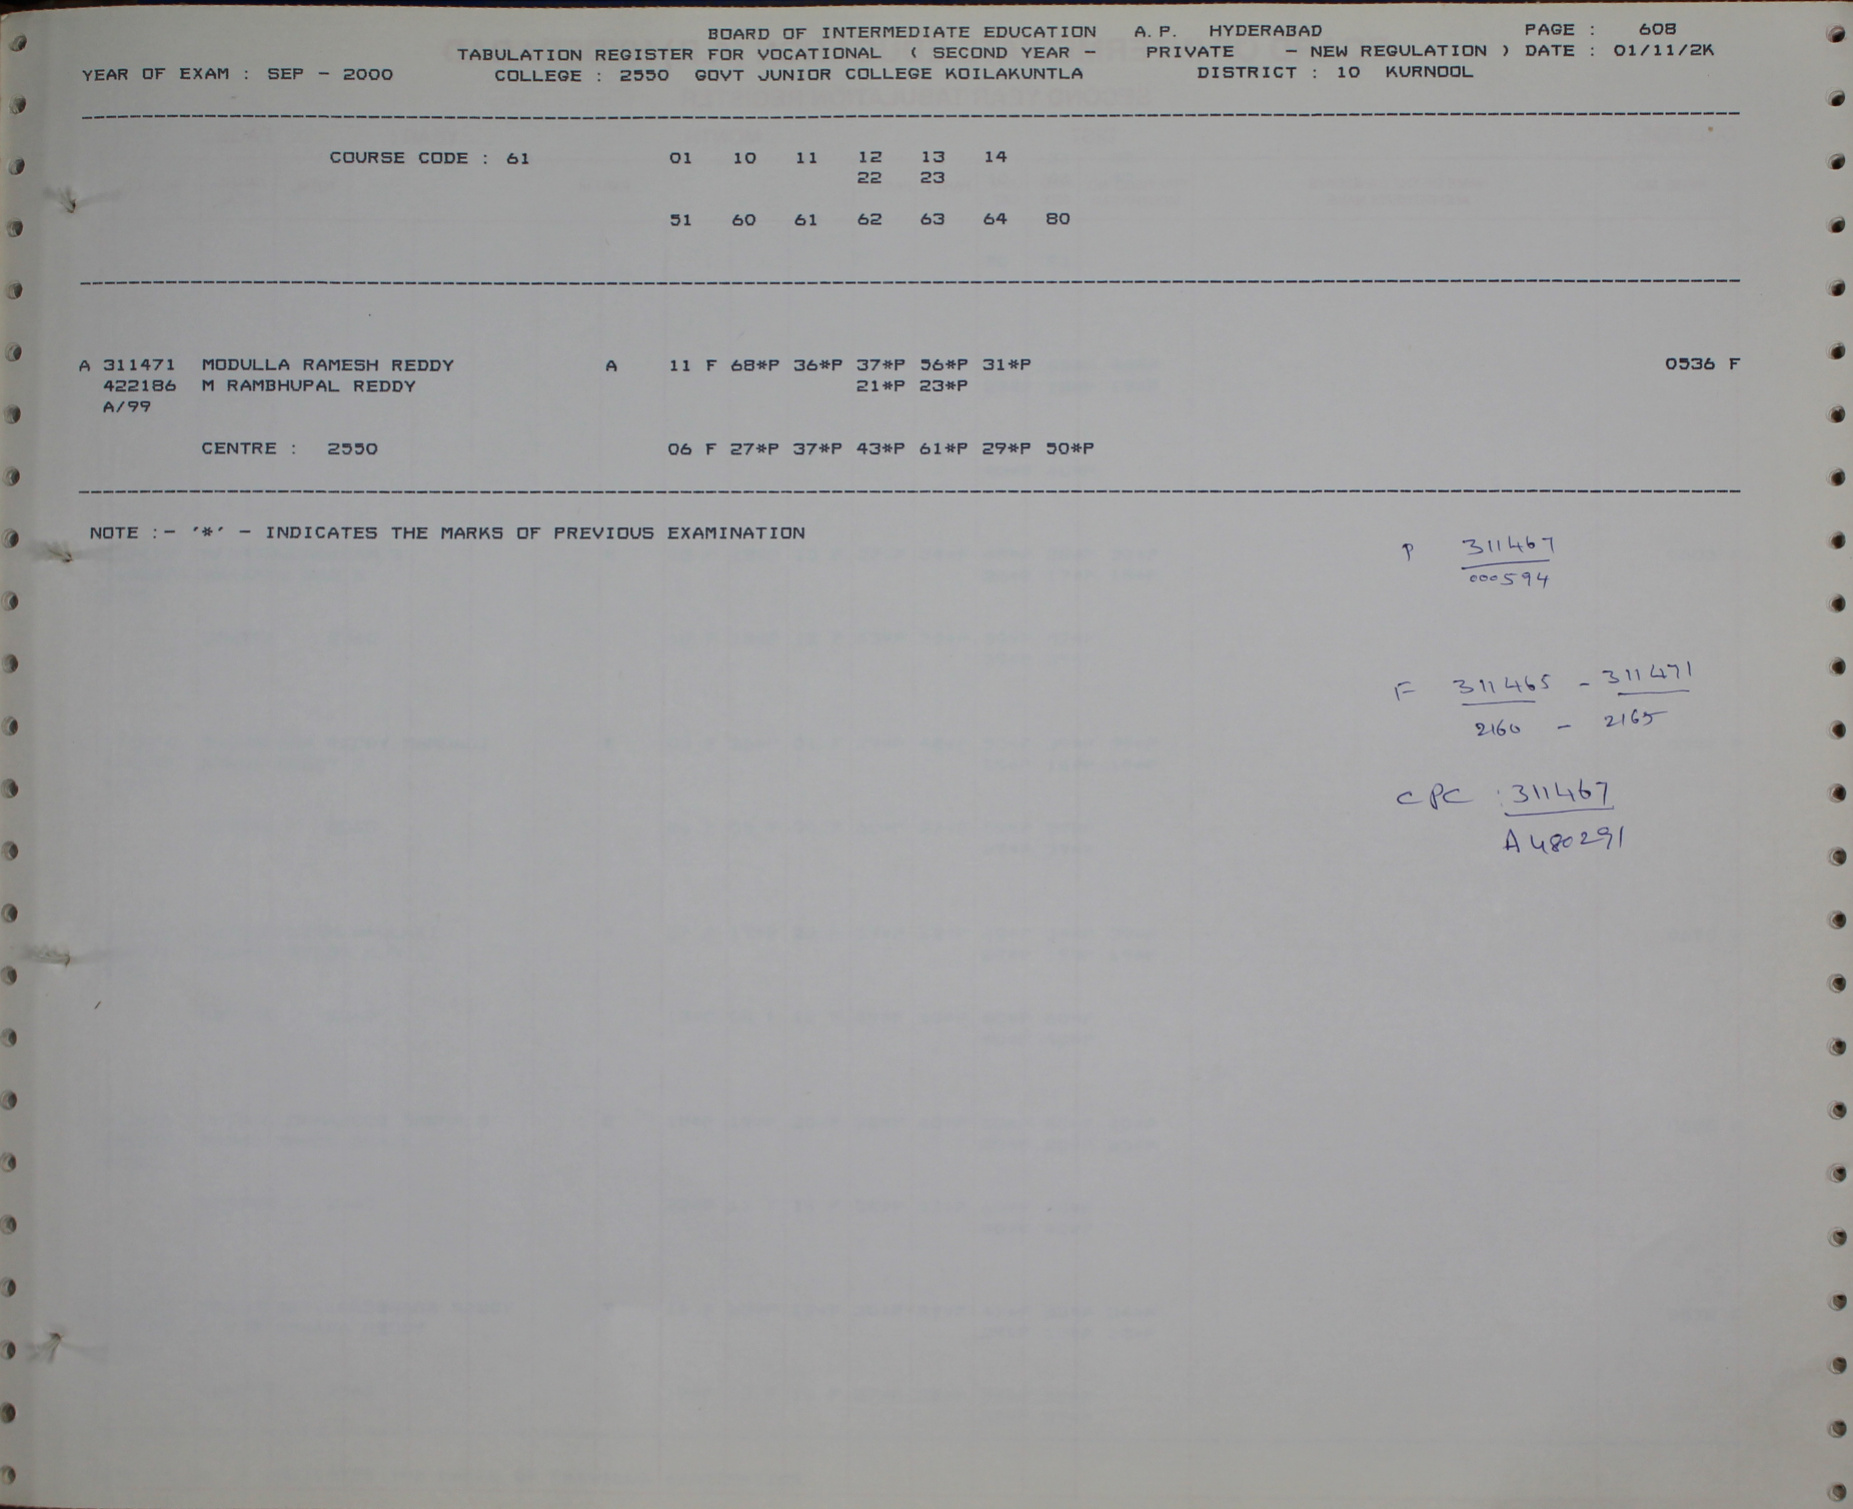 BOARD OF INTERMEDIATE EDUCATION A.P. HYDERABAD PAGE : 608
TABULATION REGISTER FOR VOCATIONAL ( SECOND YEAR - PRIVATE - NEW REGULATION ) DATE : 01/11/2K
YEAR OF EXAM : SEP - 2000 COLLEGE : 2550 GOVT JUNIOR COLLEGE KOILAKUNTLA DISTRICT : 10 KURNOOL
COURSE CODE : 61 01 10 11 12 13 14
22 23
51 60 61 62 63 64 80
A 311471 MODULLA RAMESH REDDY A 11 F 68*P 36*P 37*P 56*P 31*P 0536 F
422186 M RAMBHUPAL REDDY 21*P 23*P
A/99
CENTRE : 2550 06 F 27*P 37*P 43*P 61*P 29*P 50*P
NOTE :- '*' - INDICATES THE MARKS OF PREVIOUS EXAMINATION
P 311467
000594
F 311465 - 311471
2160 - 2165
CPC : 311467
A480291